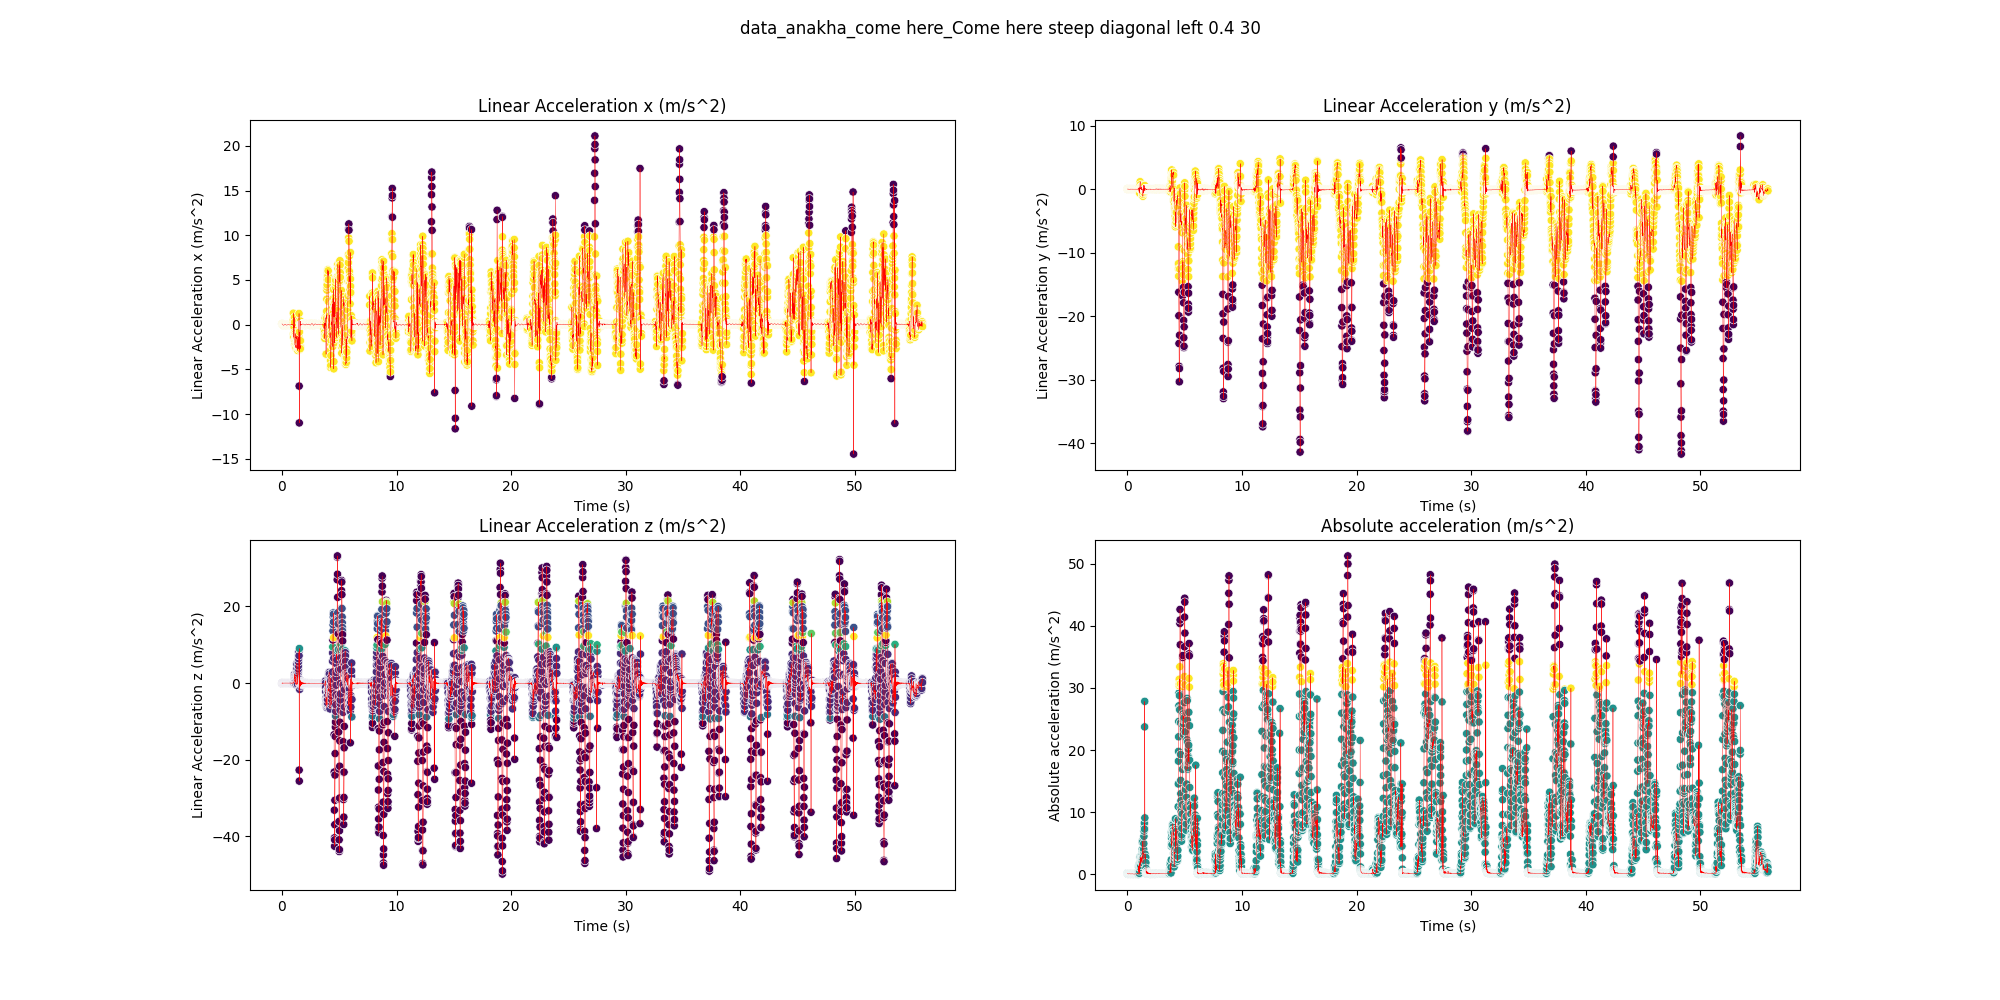 data_anakha_come here_Come here steep diagonal left 0.4 30
Linear Acceleration x (m/s^2)
Linear Acceleration x (m/s^2)
20
15
10
5
0
−5
−10
−15
0 10 20 30 40 50
Time (s)
Linear Acceleration y (m/s^2)
Linear Acceleration y (m/s^2)
10
0
−10
−20
−30
−40
0 10 20 30 40 50
Time (s)
Linear Acceleration z (m/s^2)
Linear Acceleration z (m/s^2)
20
0
−20
−40
0 10 20 30 40 50
Time (s)
Absolute acceleration (m/s^2)
Absolute acceleration (m/s^2)
50
40
30
20
10
0
0 10 20 30 40 50
Time (s)